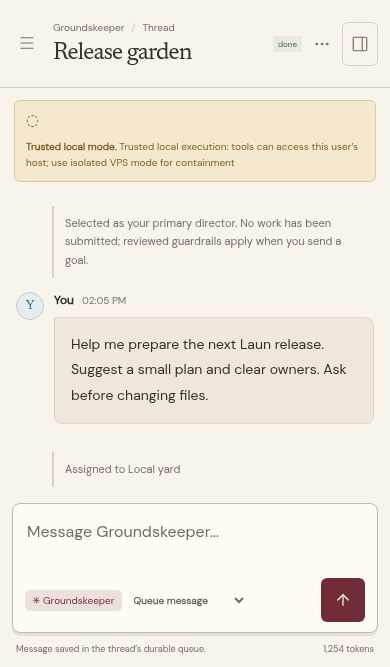 Groundskeeper / Thread
Release garden
done
Trusted local mode. Trusted local execution: tools can access this user's
host; use isolated VPS mode for containment
Selected as your primary director. No work has been
submitted; reviewed guardrails apply when you send a
goal.
Y You 02:05 PM
Help me prepare the next Laun release.
Suggest a small plan and clear owners. Ask
before changing files.
Assigned to Local yard
Message Groundskeeper...
Groundskeeper Queue message
Message saved in the thread's durable queue. 1,254 tokens